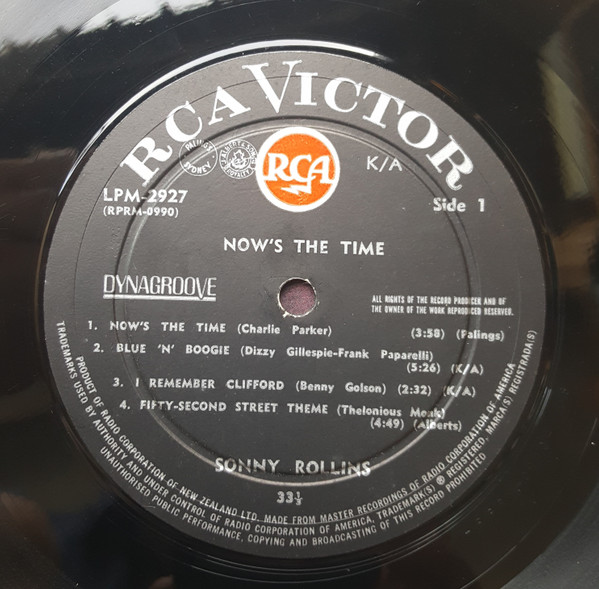 RCA VICTOR
PALINGS
SYDNEY
ROYALTY
RCA
K/A
LPM-2927
(RPRM-0990)
Side 1
NOW'S THE TIME
DYNAGROOVE
ALL RIGHTS OF THE RECORD PRODUCER AND OF
THE OWNER OF THE WORK REPRODUCED RESERVED.
1. NOW'S THE TIME (Charlie Parker) (3:58) (Palings)
2. BLUE 'N' BOOGIE (Dizzy Gillespie-Frank Paparelli)
(5:26) (K/A)
3. I REMEMBER CLIFFORD (Benny Golson) (2:32) (K/A)
4. FIFTY-SECOND STREET THEME (Thelonious Monk)
(4:49) (Alberts)
SONNY ROLLINS
33⅓
PRODUCT OF RADIO CORPORATION OF NEW ZEALAND LTD. MADE FROM MASTER RECORDINGS OF RADIO CORPORATION OF AMERICA
TRADEMARKS USED BY AUTHORITY AND UNDER CONTROL OF RADIO CORPORATION OF AMERICA, TRADEMARK(S) ® REGISTERED, MARCA(S) REGISTRADA(S)
UNAUTHORISED PUBLIC PERFORMANCE, COPYING AND BROADCASTING OF THIS RECORD PROHIBITED